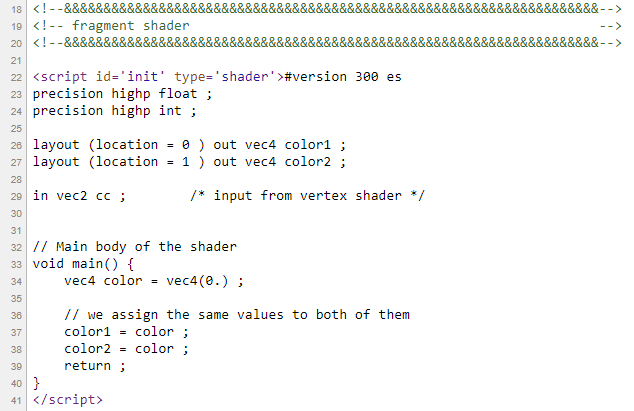 18 <!--&&&&&&&&&&&&&&&&&&&&&&&&&&&&&&&&&&&&&&&&&&&&&&&&&&&&&&&&&&&&&&&&&&&&-->
19 <!-- fragment shader                                                    -->
20 <!--&&&&&&&&&&&&&&&&&&&&&&&&&&&&&&&&&&&&&&&&&&&&&&&&&&&&&&&&&&&&&&&&&&&&-->
21
22 <script id='init' type='shader'>#version 300 es
23 precision highp float ;
24 precision highp int ;
25
26 layout (location = 0 ) out vec4 color1 ;
27 layout (location = 1 ) out vec4 color2 ;
28
29 in vec2 cc ;        /* input from vertex shader */
30
31
32 // Main body of the shader
33 void main() {
34     vec4 color = vec4(0.) ;
35
36     // we assign the same values to both of them
37     color1 = color ;
38     color2 = color ;
39     return ;
40 }
41 </script>